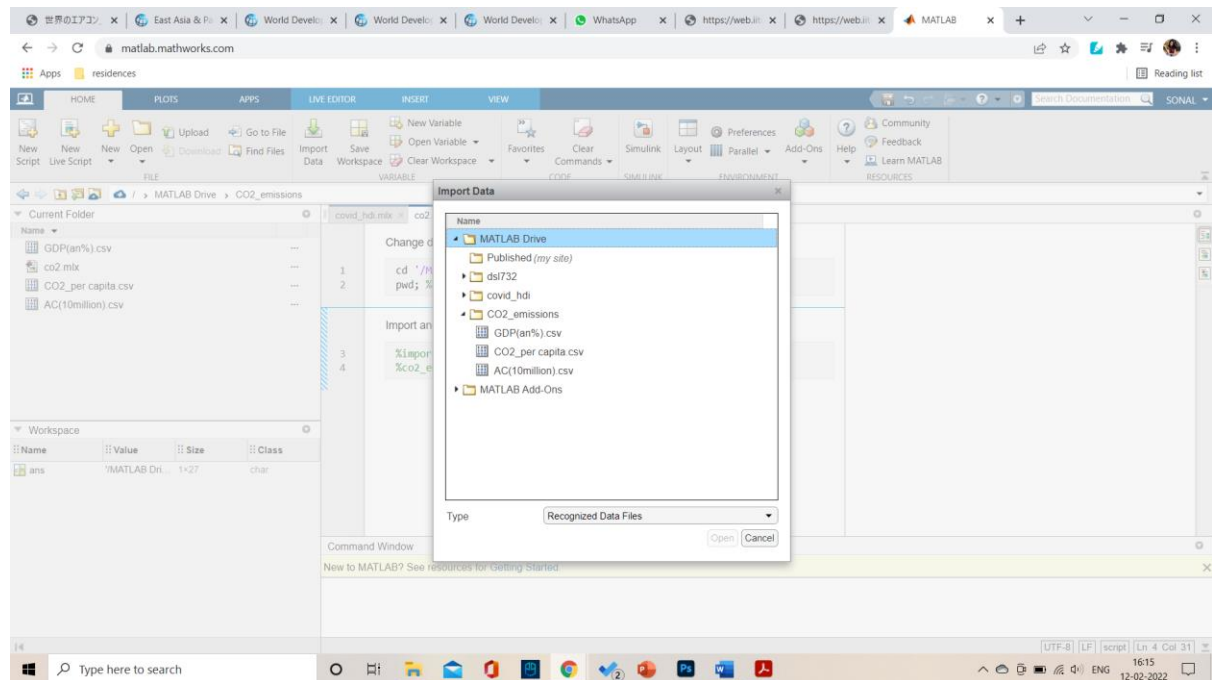 世界のエアコン
East Asia & Pa
World Develop
World Develop
World Develop
WhatsApp
https://web.iit
https://web.iit
MATLAB
matlab.mathworks.com
Apps
residences
Reading list
HOME
PLOTS
APPS
LIVE EDITOR
INSERT
VIEW
Search Documentation
SONAL
New Script
New Live Script
New
Open
Upload
Download
Go to File
Find Files
FILE
Import Data
Save Workspace
New Variable
Open Variable
Clear Workspace
VARIABLE
Favorites
Clear Commands
CODE
Simulink
SIMULINK
Layout
Preferences
Parallel
Add-Ons
ENVIRONMENT
Help
Community
Feedback
Learn MATLAB
RESOURCES
/ > MATLAB Drive > CO2_emissions
Current Folder
Name
GDP(an%).csv
co2.mlx
CO2_per capita.csv
AC(10million).csv
Workspace
Name
Value
Size
Class
ans
'/MATLAB Dri...
1×27
char
covid_hdi.mlx
co2
Change d
1
cd '/M
2
pwd; %
Import an
3
%impor
4
%co2_e
Import Data
Name
MATLAB Drive
Published (my site)
dsl732
covid_hdi
CO2_emissions
GDP(an%).csv
CO2_per capita.csv
AC(10million).csv
MATLAB Add-Ons
Type
Recognized Data Files
Open
Cancel
Command Window
New to MATLAB? See resources for Getting Started.
UTF-8
LF
script
Ln 4 Col 31
Type here to search
2
ENG
16:15
12-02-2022